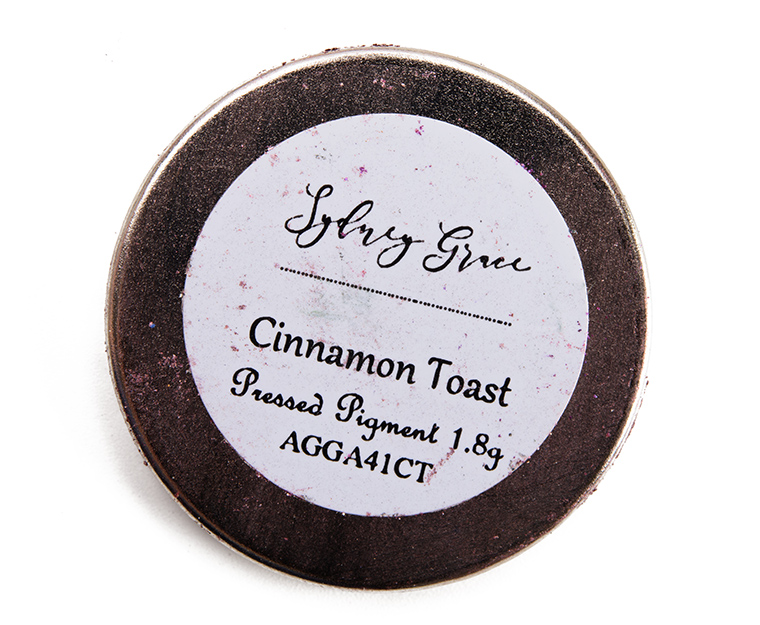 Sydney Grace
Cinnamon Toast
Pressed Pigment 1.8g
AGGA41CT